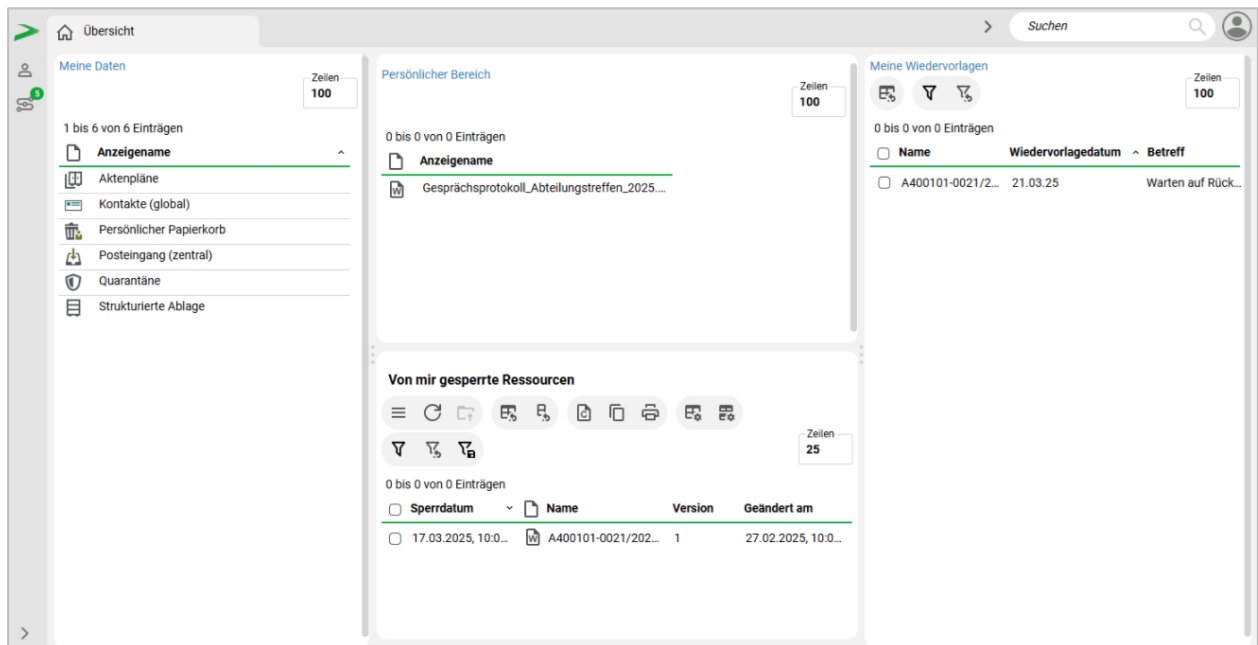 Übersicht
Suchen
5
Meine Daten
Zeilen
100
1 bis 6 von 6 Einträgen
Anzeigename
Aktenpläne
Kontakte (global)
Persönlicher Papierkorb
Posteingang (zentral)
Quarantäne
Strukturierte Ablage
Persönlicher Bereich
Zeilen
100
0 bis 0 von 0 Einträgen
Anzeigename
W Gesprächsprotokoll_Abteilungstreffen_2025....
Von mir gesperrte Ressourcen
Zeilen
25
0 bis 0 von 0 Einträgen
Sperrdatum Name Version Geändert am
17.03.2025, 10:0... W A400101-0021/202... 1 27.02.2025, 10:0...
Meine Wiedervorlagen
Zeilen
100
0 bis 0 von 0 Einträgen
Name Wiedervorlagedatum Betreff
A400101-0021/2... 21.03.25 Warten auf Rück...